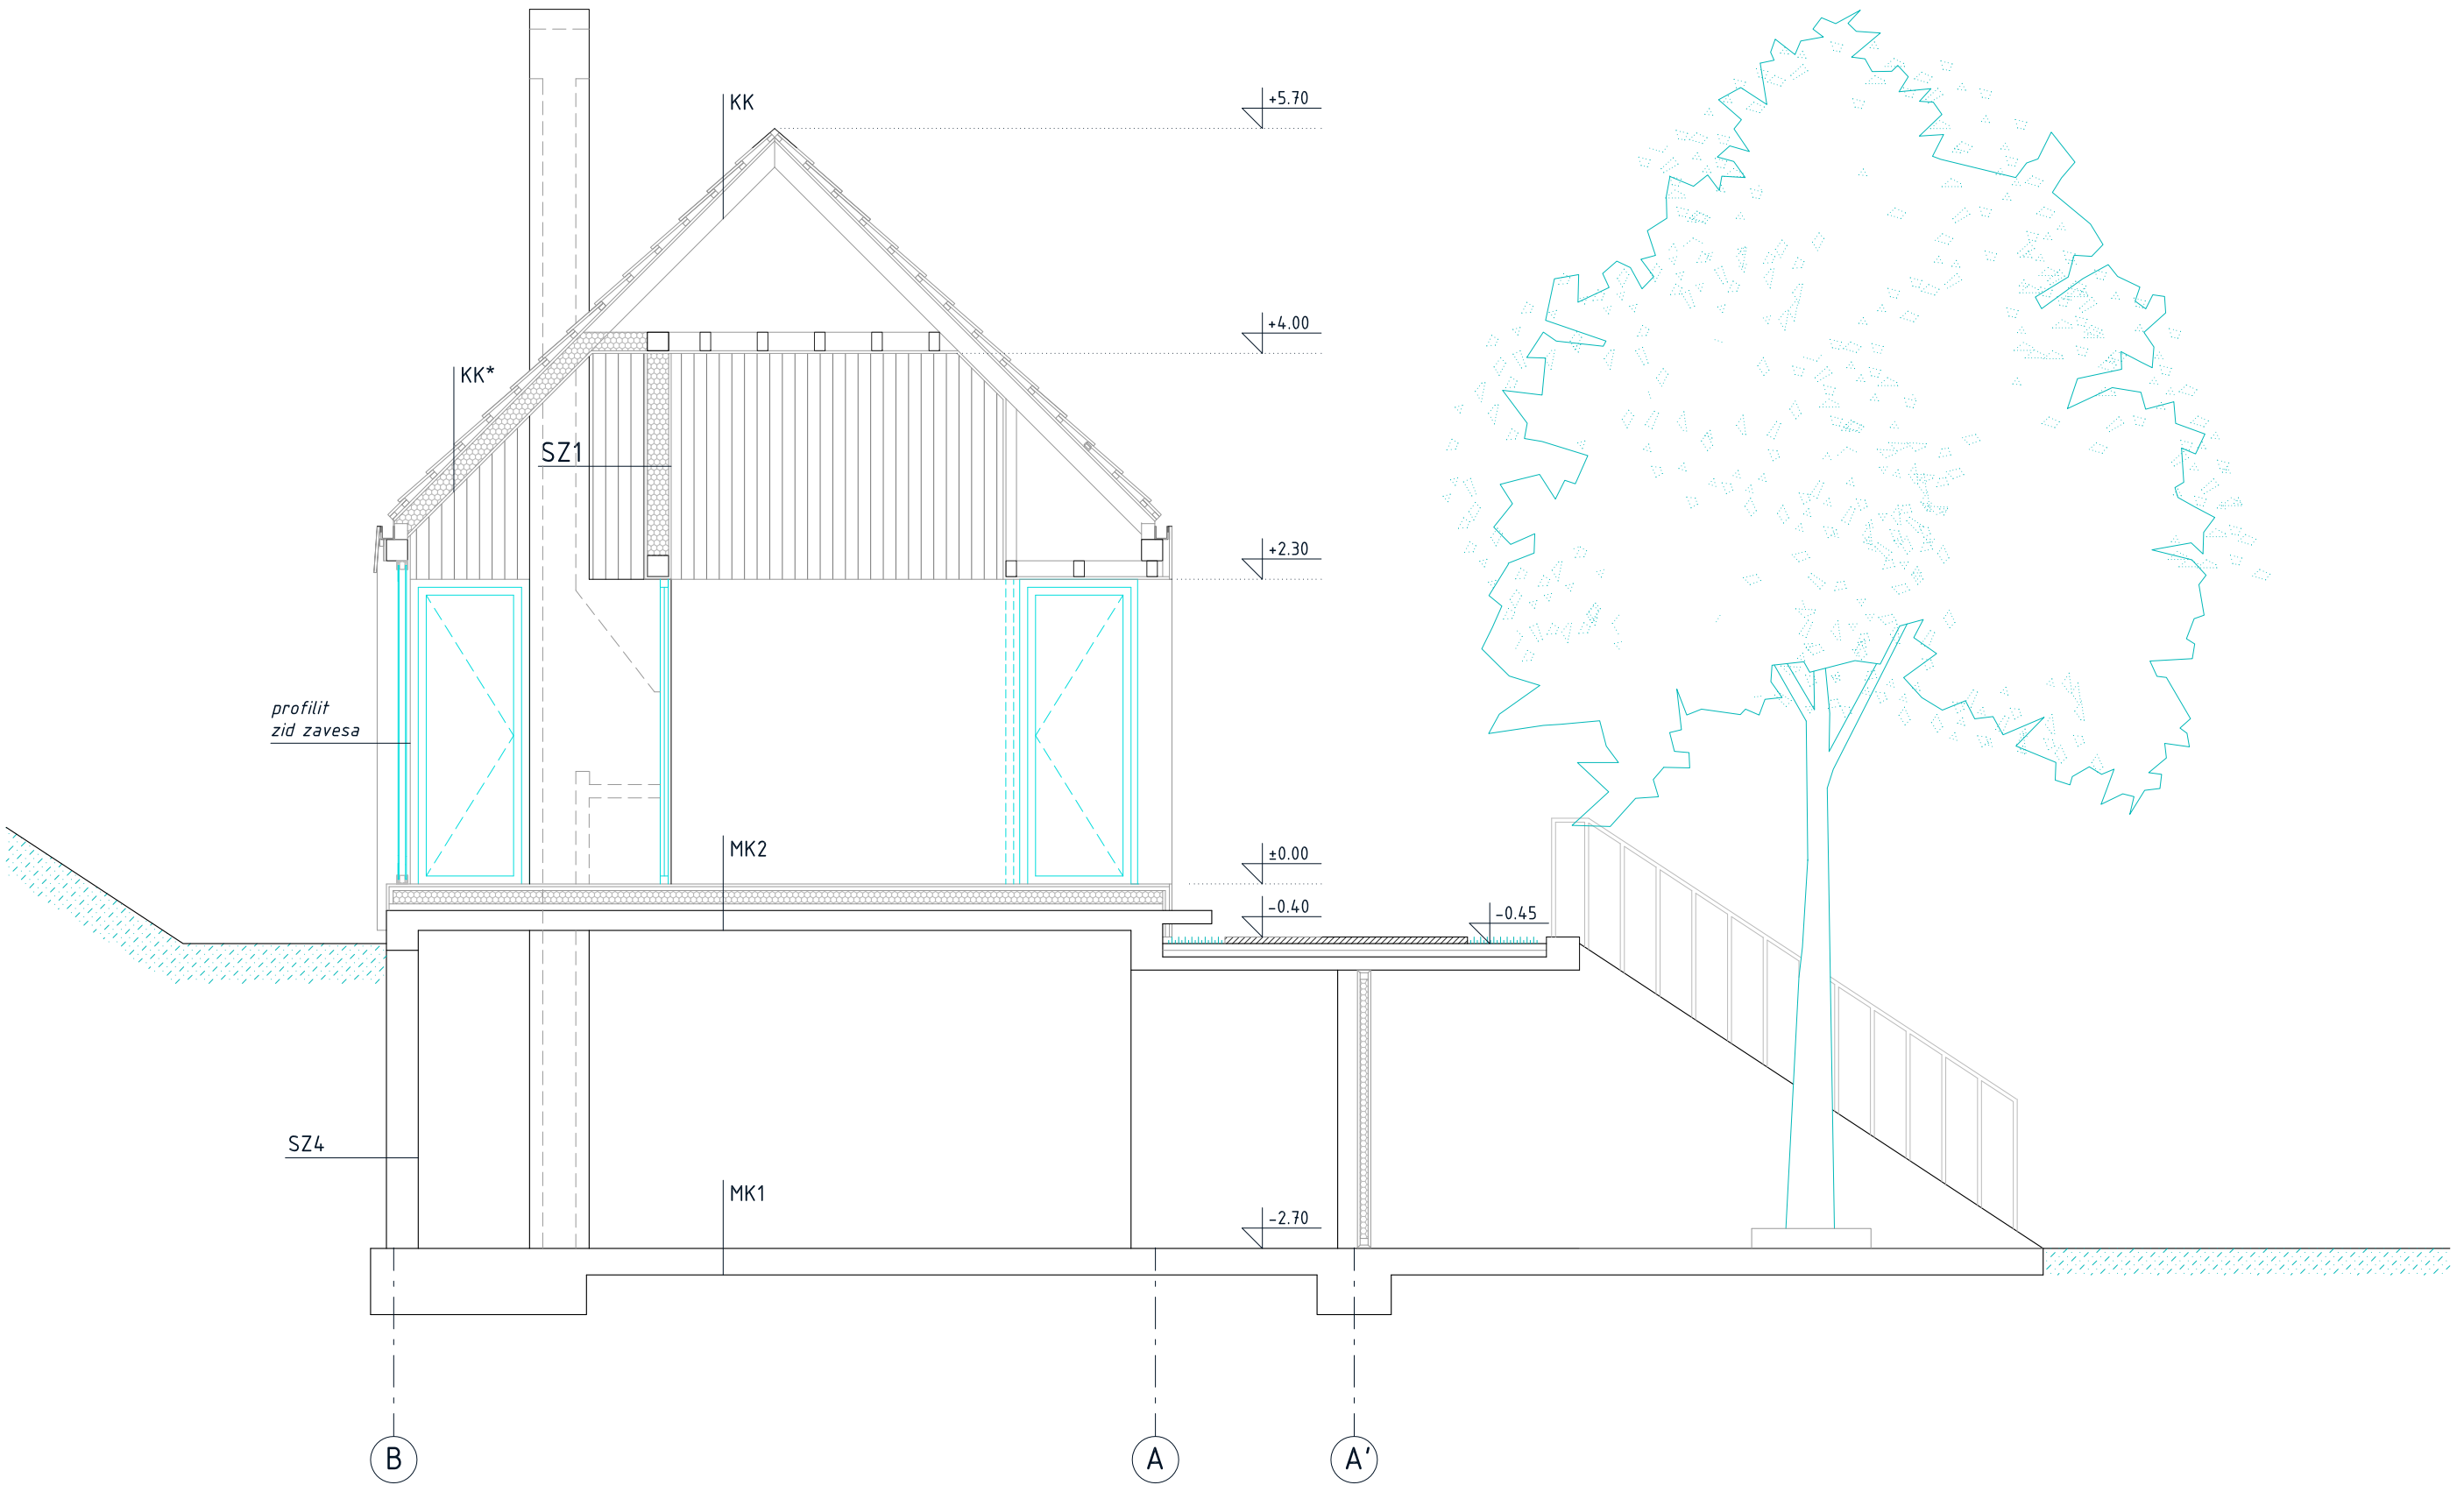 KK
+5.70
+4.00
KK*
SZ1
+2.30
profilit
zid zavesa
MK2
±0.00
-0.40
-0.45
SZ4
MK1
-2.70
B
A
A'